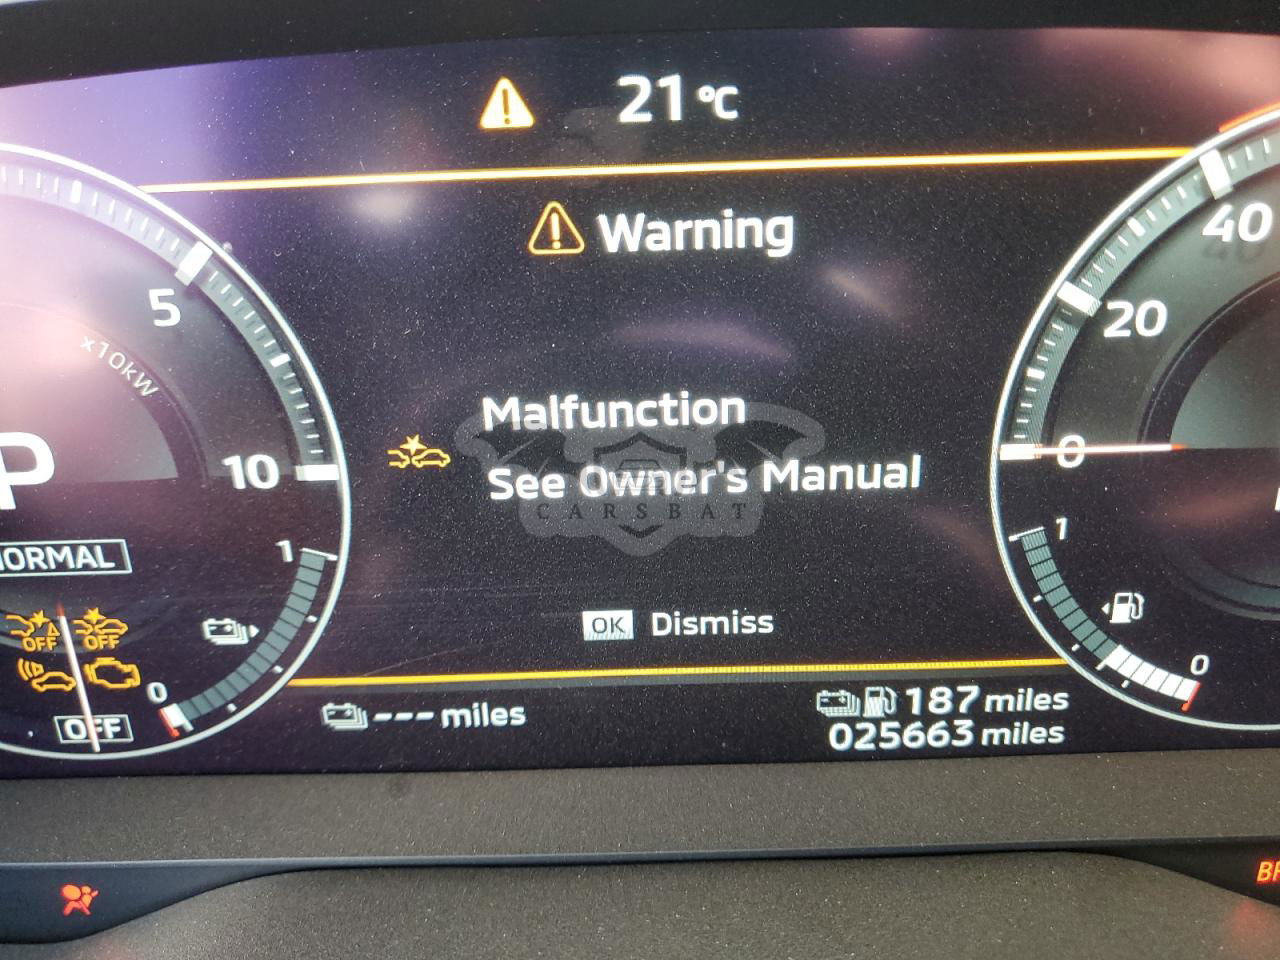 21 °C
Warning
5
x10kW
40
20
P
Malfunction
See Owner's Manual
CARSBAT
10
0
NORMAL
1
1
OFF
OFF
OK Dismiss
0
0
OFF
--- miles
187 miles
025663 miles